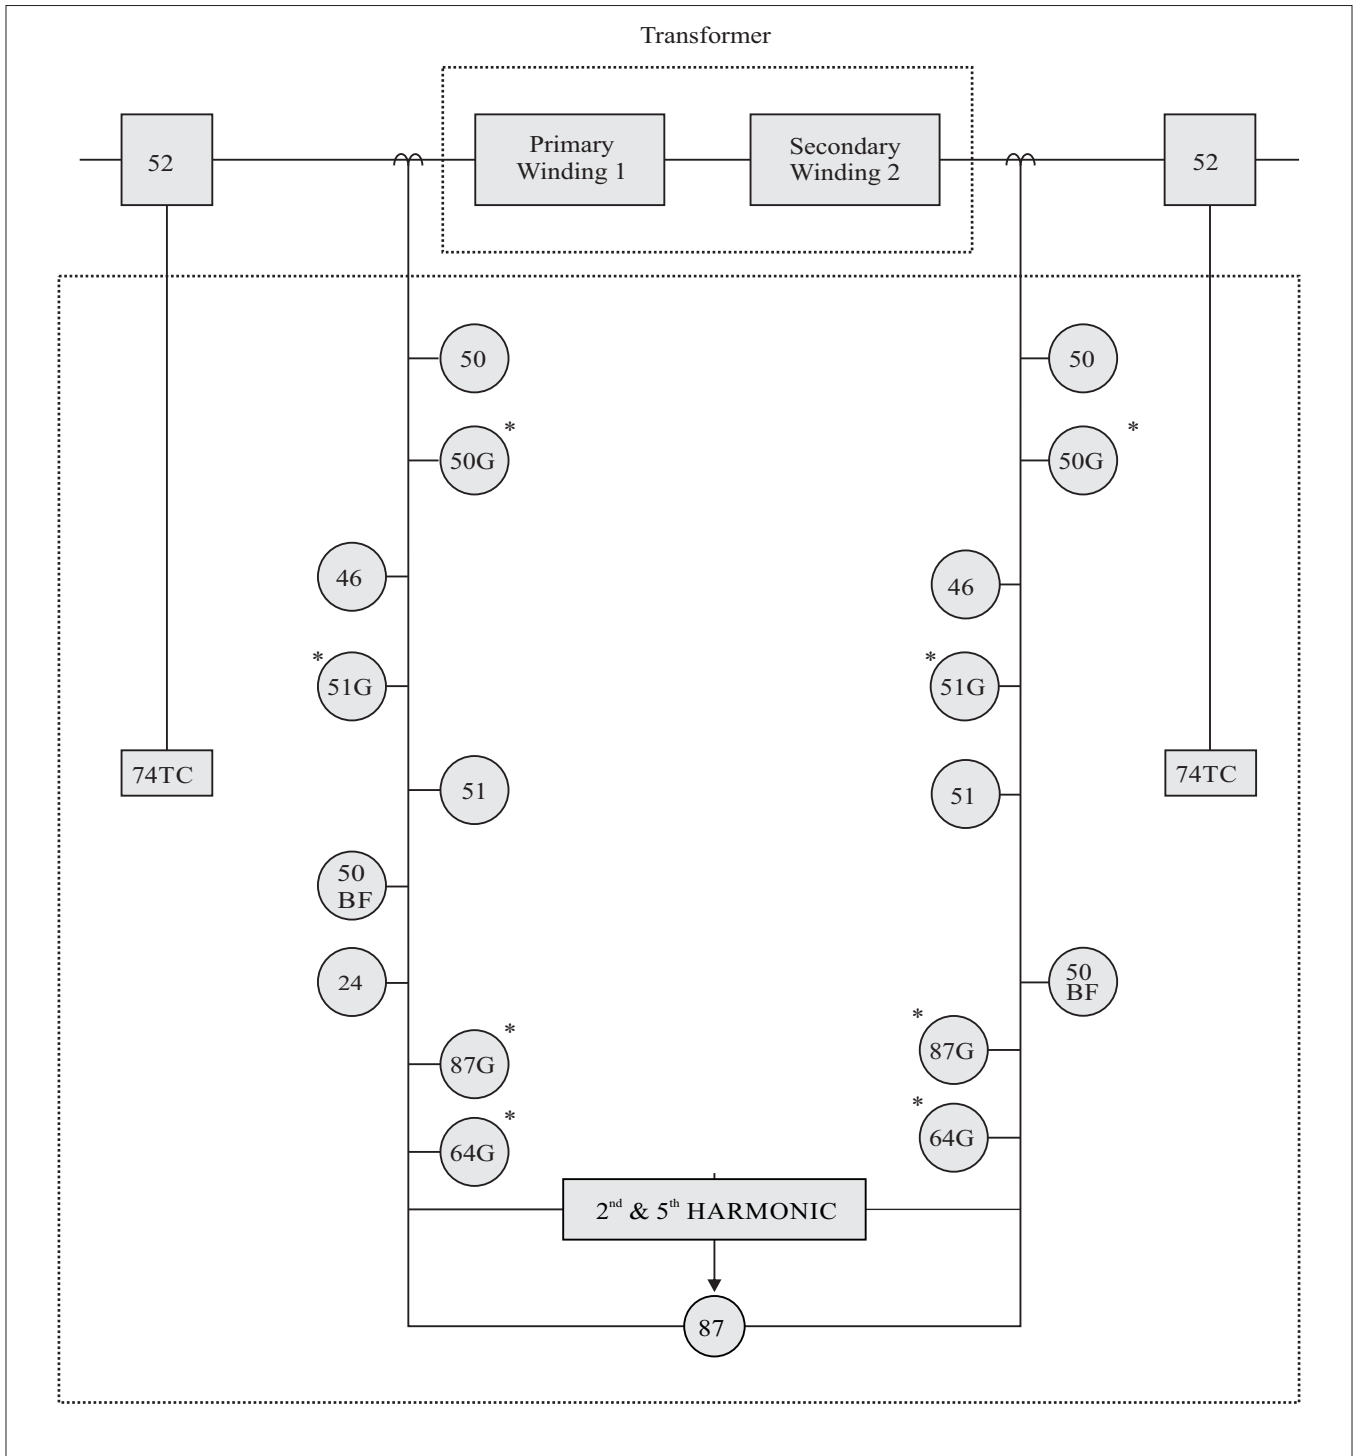 Transformer
52
Primary
Winding 1
Secondary
Winding 2
52
50
50
*
50G
*
50G
46
46
*
51G
*
51G
74TC
74TC
51
51
50
BF
24
50
BF
*
87G
*
87G
*
64G
*
64G
2nd & 5th HARMONIC
87